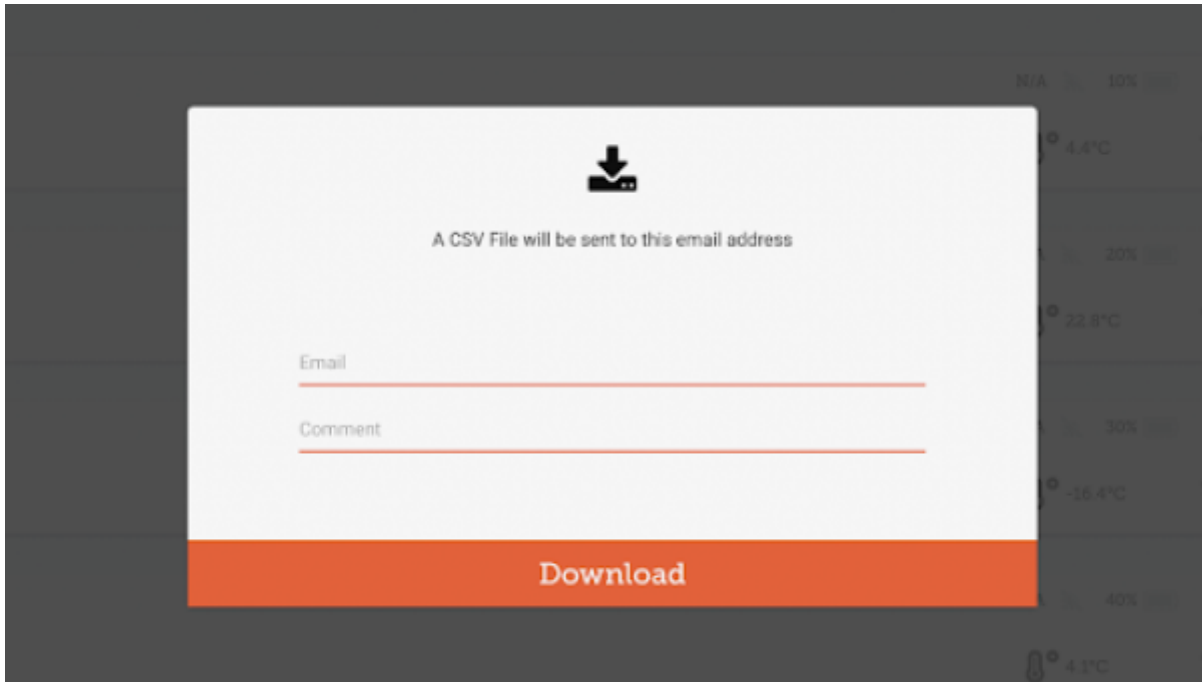 N/A 10%
4.4°C
A CSV File will be sent to this email address
20%
22.8°C
Email
Comment
30%
-16.4°C
Download
40%
4.1°C